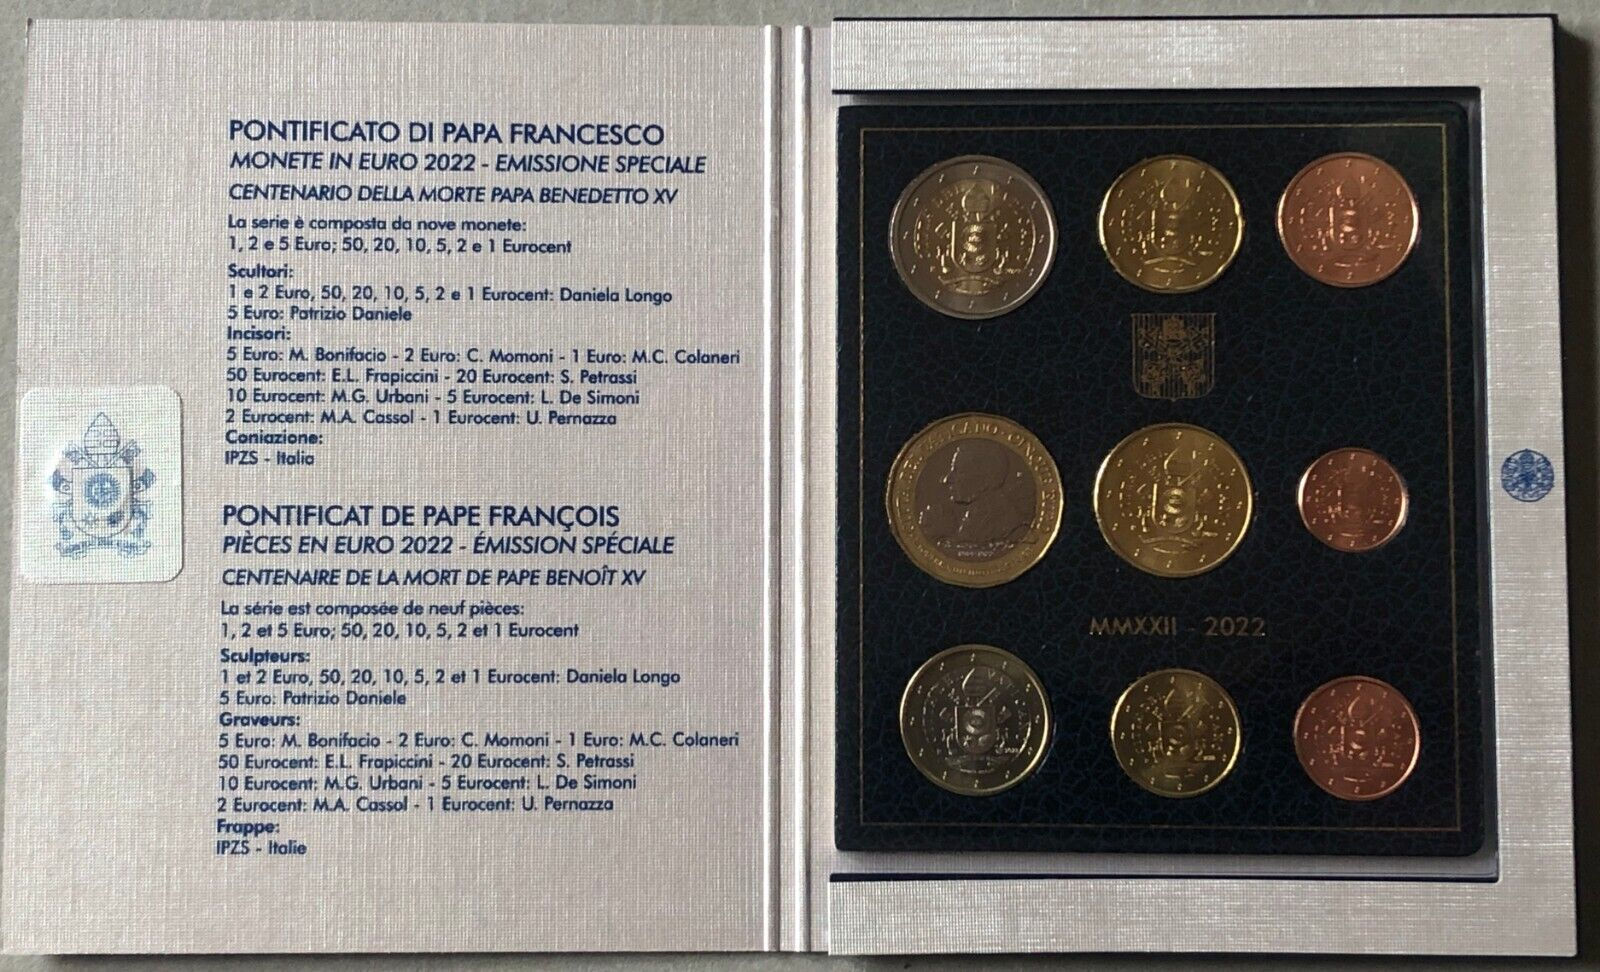 PONTIFICATO DI PAPA FRANCESCO
MONETE IN EURO 2022 - EMISSIONE SPECIALE
CENTENARIO DELLA MORTE PAPA BENEDETTO XV
La serie è composta da nove monete:
1, 2 e 5 Euro; 50, 20, 10, 5, 2 e 1 Eurocent
Scultori:
1 e 2 Euro, 50, 20, 10, 5, 2 e 1 Eurocent: Daniela Longo
5 Euro: Patrizio Daniele
Incisori:
5 Euro: M. Bonifacio - 2 Euro: C. Momoni - 1 Euro: M.C. Colaneri
50 Eurocent: E.L. Frapiccini - 20 Eurocent: S. Petrassi
10 Eurocent: M.G. Urbani - 5 Eurocent: L. De Simoni
2 Eurocent: M.A. Cassol - 1 Eurocent: U. Pernazza
Coniazione:
IPZS - Italia
PONTIFICAT DE PAPE FRANÇOIS
PIÈCES EN EURO 2022 - ÉMISSION SPÉCIALE
CENTENAIRE DE LA MORT DE PAPE BENOÎT XV
La série est composée de neuf pièces:
1, 2 et 5 Euro; 50, 20, 10, 5, 2 et 1 Eurocent
Sculpteurs:
1 et 2 Euro, 50, 20, 10, 5, 2 et 1 Eurocent: Daniela Longo
5 Euro: Patrizio Daniele
Graveurs:
5 Euro: M. Bonifacio - 2 Euro: C. Momoni - 1 Euro: M.C. Colaneri
50 Eurocent: E.L. Frapiccini - 20 Eurocent: S. Petrassi
10 Eurocent: M.G. Urbani - 5 Eurocent: L. De Simoni
2 Eurocent: M.A. Cassol - 1 Eurocent: U. Pernazza
Frappe:
IPZS - Italie
MMXXII - 2022